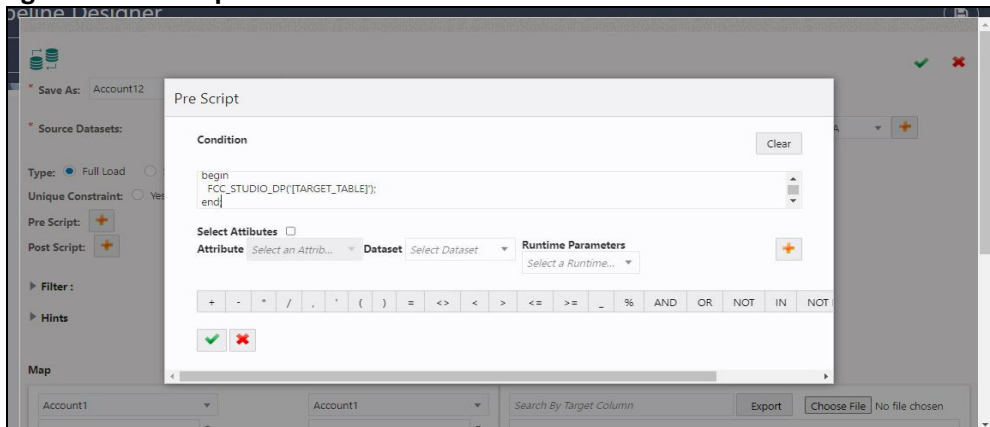 Pipeline Designer
* Save As: Account12
* Source Datasets:
Type: Full Load
Unique Constraint: Yes
Pre Script:
Post Script:
Filter :
Hints
Map
Pre Script
Condition
Clear
begin
FCC_STUDIO_DP('[TARGET_TABLE]');
end;
Select Attibutes
Attribute Select an Attrib... Dataset Select Dataset Runtime Parameters
Select a Runtime...
+ - * / , ' ( ) = <> < > <= >= _ % AND OR NOT IN NOT
Account1 Account1 Search By Target Column Export Choose File No file chosen